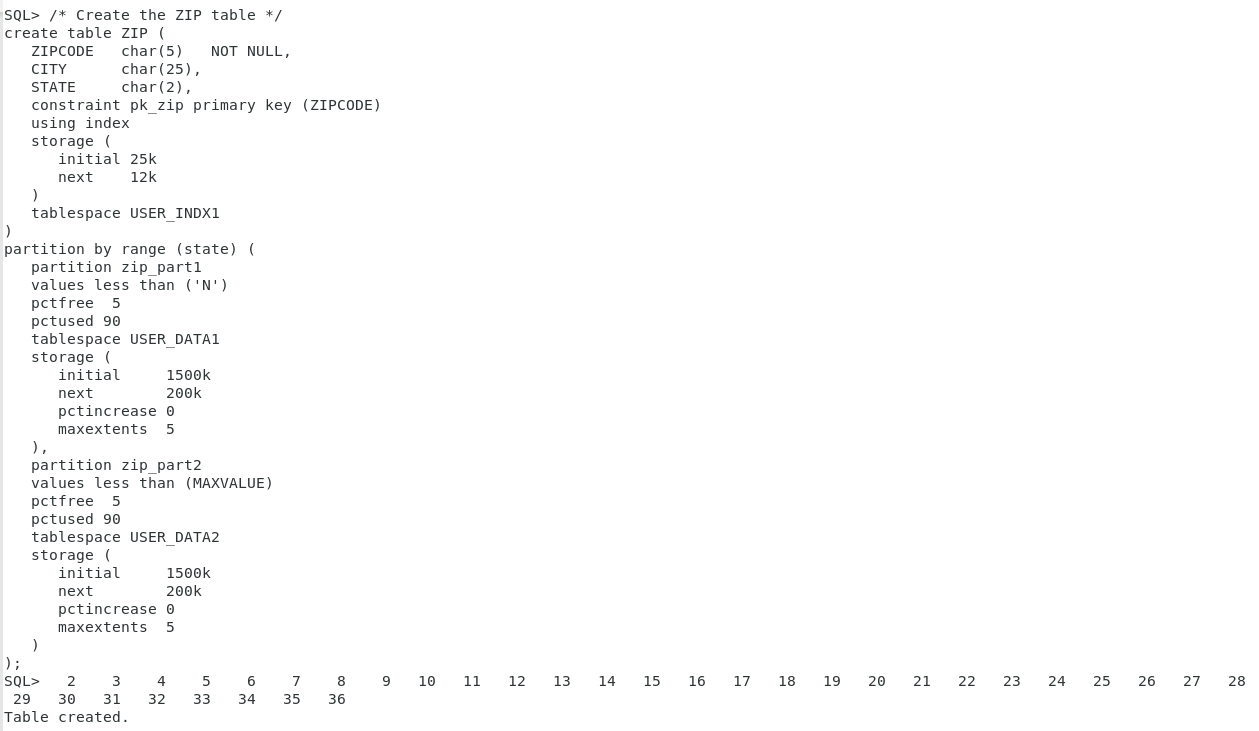 SQL> /* Create the ZIP table */
create table ZIP (
   ZIPCODE   char(5)   NOT NULL,
   CITY      char(25),
   STATE     char(2),
   constraint pk_zip primary key (ZIPCODE)
   using index
   storage (
      initial 25k
      next    12k
   )
   tablespace USER_INDX1
)
partition by range (state) (
   partition zip_part1
   values less than ('N')
   pctfree  5
   pctused 90
   tablespace USER_DATA1
   storage (
      initial     1500k
      next        200k
      pctincrease 0
      maxextents  5
   ),
   partition zip_part2
   values less than (MAXVALUE)
   pctfree  5
   pctused 90
   tablespace USER_DATA2
   storage (
      initial     1500k
      next        200k
      pctincrease 0
      maxextents  5
   )
);
SQL>   2    3    4    5    6    7    8    9   10   11   12   13   14   15   16   17   18   19   20   21   22   23   24   25   26   27   28
 29   30   31   32   33   34   35   36
Table created.